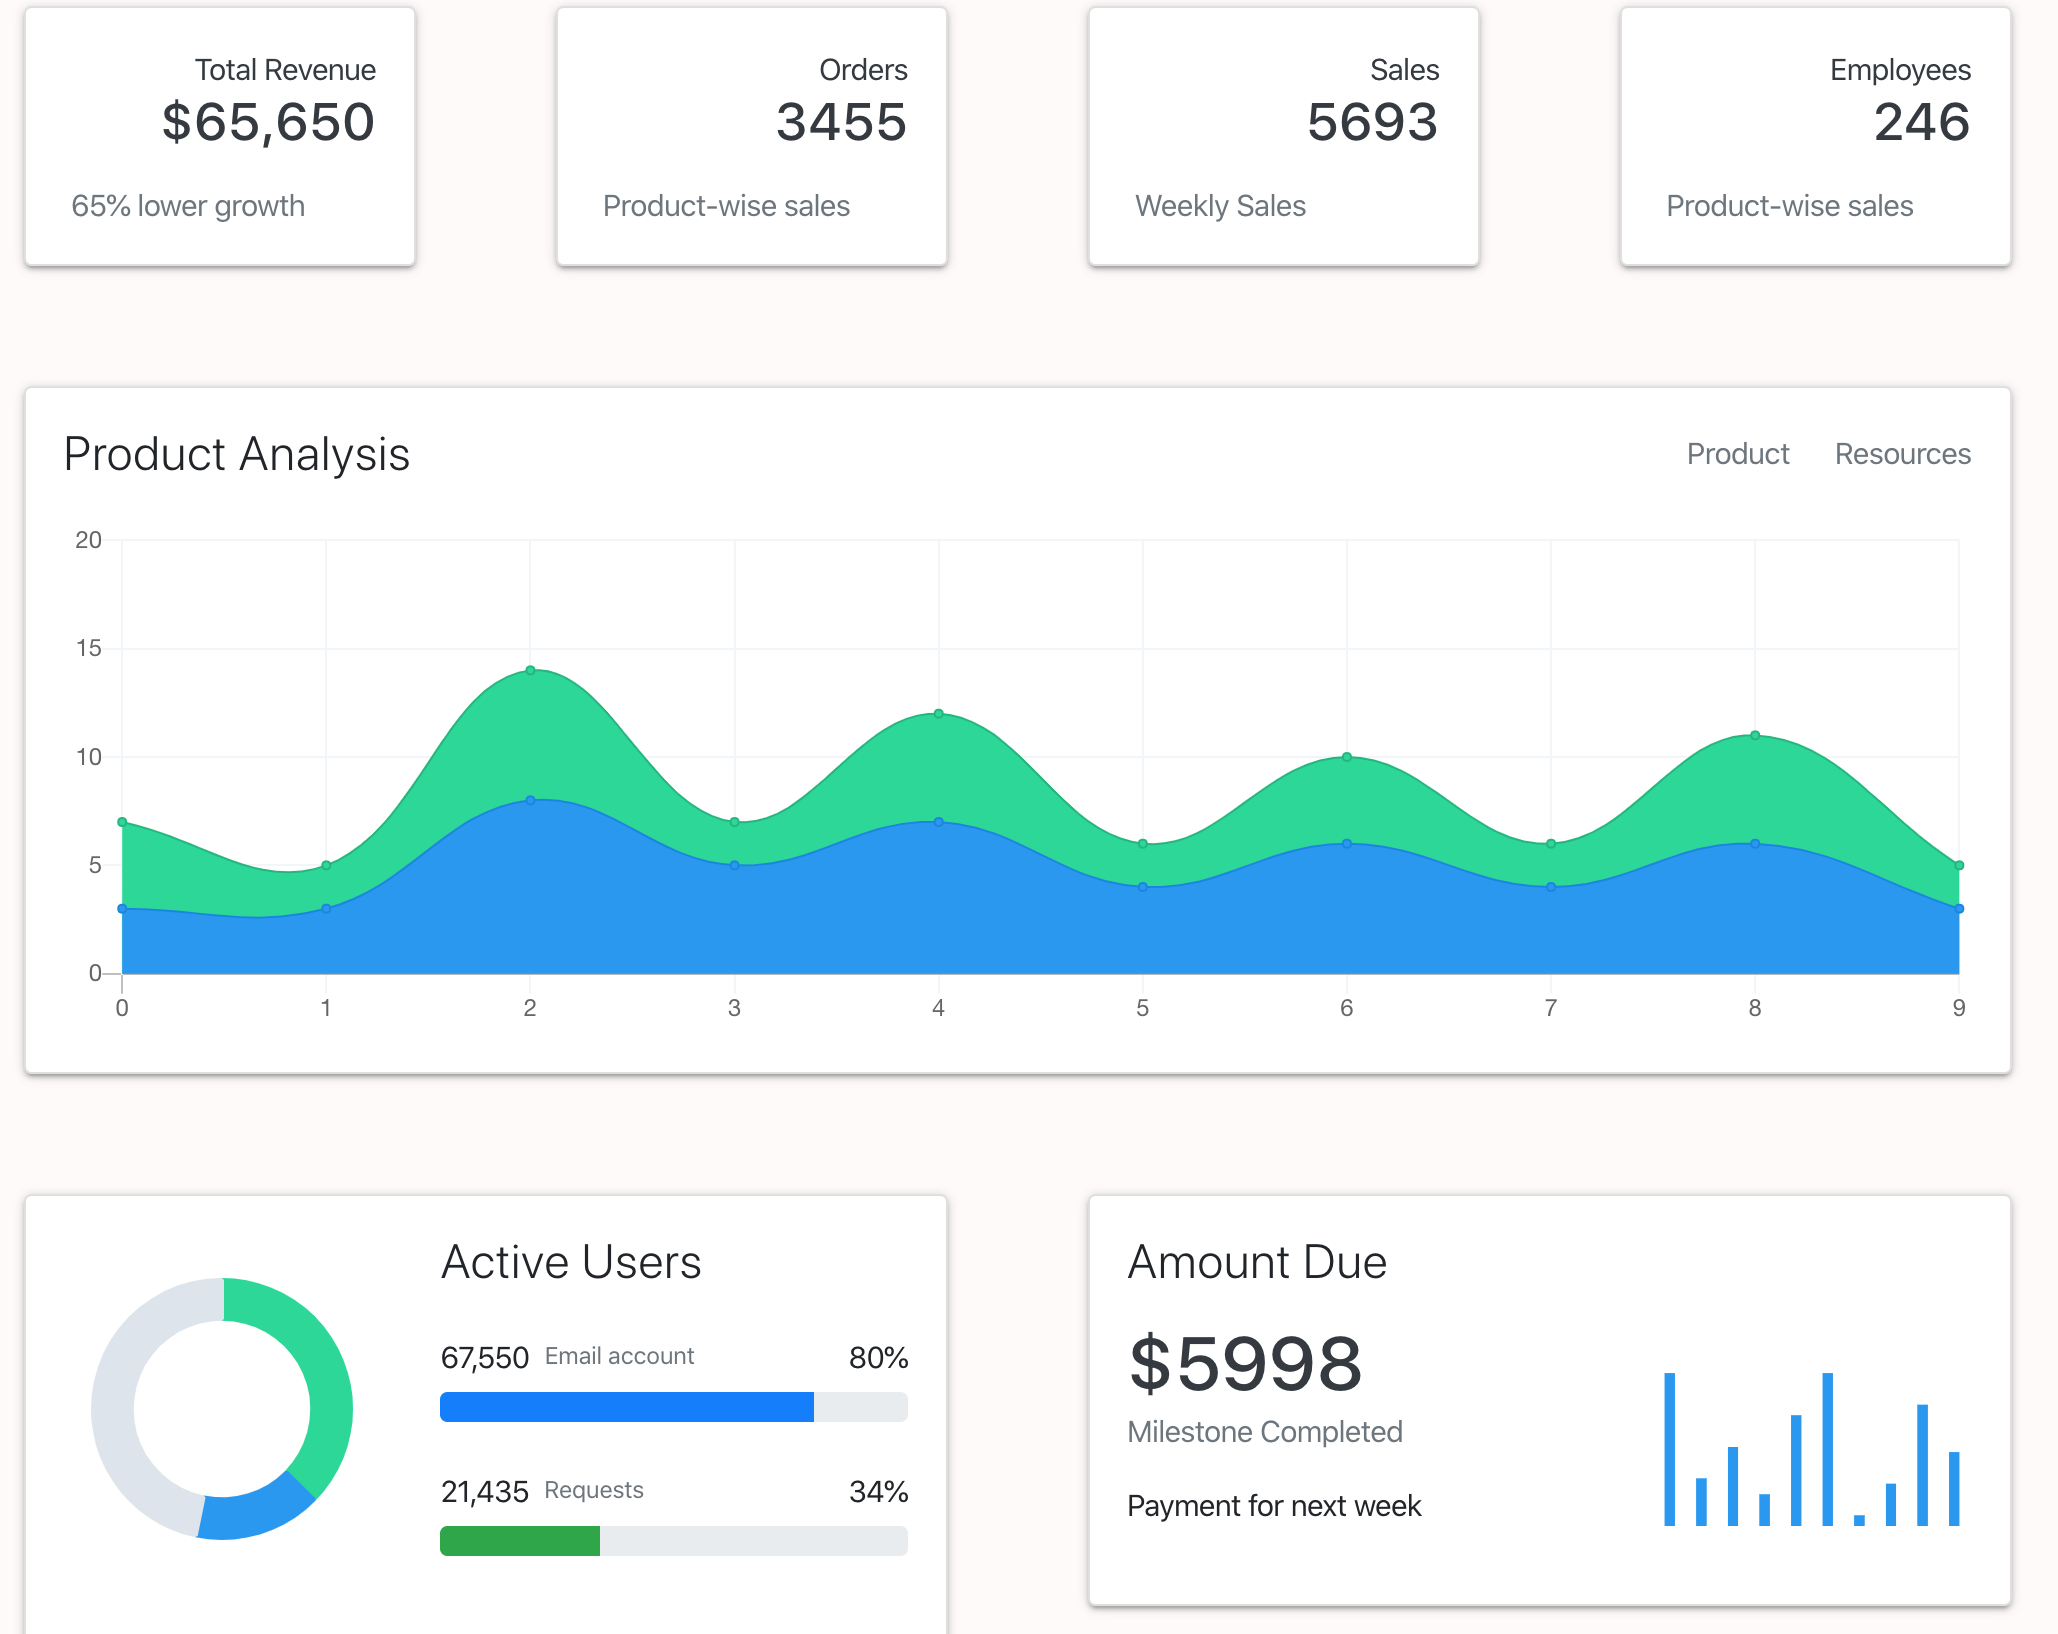 Total Revenue
$65,650
65% lower growth
Orders
3455
Product-wise sales
Sales
5693
Weekly Sales
Employees
246
Product-wise sales
Product Analysis
Product Resources
20
15
10
5
0
0 1 2 3 4 5 6 7 8 9
Active Users
67,550 Email account 80%
21,435 Requests 34%
Amount Due
$5998
Milestone Completed
Payment for next week